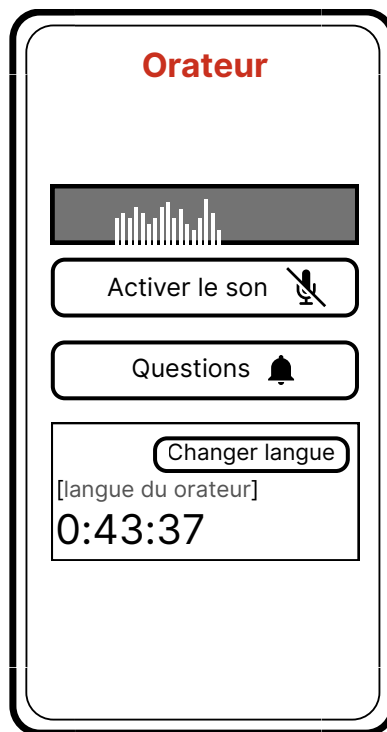 Orateur
Activer le son
Questions
Changer langue
[langue du orateur]
0:43:37